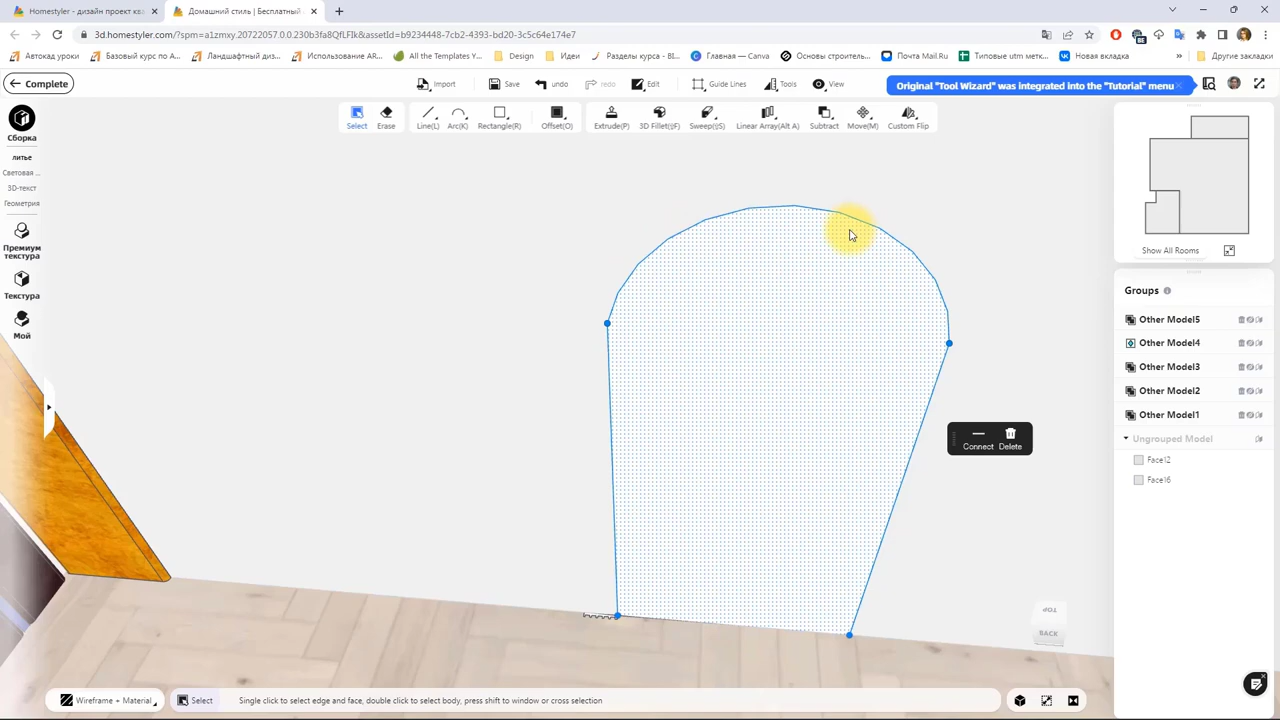 Homestyler - дизайн проект ква
Домашний стиль | Бесплатный
3d.homestyler.com/?spm=a1zmxy.20722057.0.0.230b3fa8QfLFIk&assetId=b9234448-7cb2-4393-bd20-3c5c64e174e7
Автокад уроки
Базовый курс по A...
Ландшафтный диз...
Использование AR...
the Templates Y...
Design
Идеи
Разделы курса - Bl...
Главная — Canva
Основы строитель...
Почта Mail.Ru
Типовые utm метк...
Новая вкладка
Другие закладки
Complete
Import
Save
undo
redo
Edit
Guide Lines
Tools
View
Original "Tool Wizard" was integrated into the "Tutorial" menu
Сборка
литье
Световая ...
3D-текст
Геометрия
Премиум
текстура
Текстура
Мой
Select
Erase
Line(L)
Arc(K)
Rectangle(R)
Offset(O)
Extrude(P)
Linear Array(Alt A)
Subtract
Move(M)
Custom Flip
Show All Rooms
Groups
Other Model5
Other Model4
Other Model3
Other Model2
Other Model1
Ungrouped Model
Face12
Face16
Connect
Delete
TOP
BACK
Wireframe + Material
Select
Single click to select edge and face, double click to select body, press shift to window or cross selection